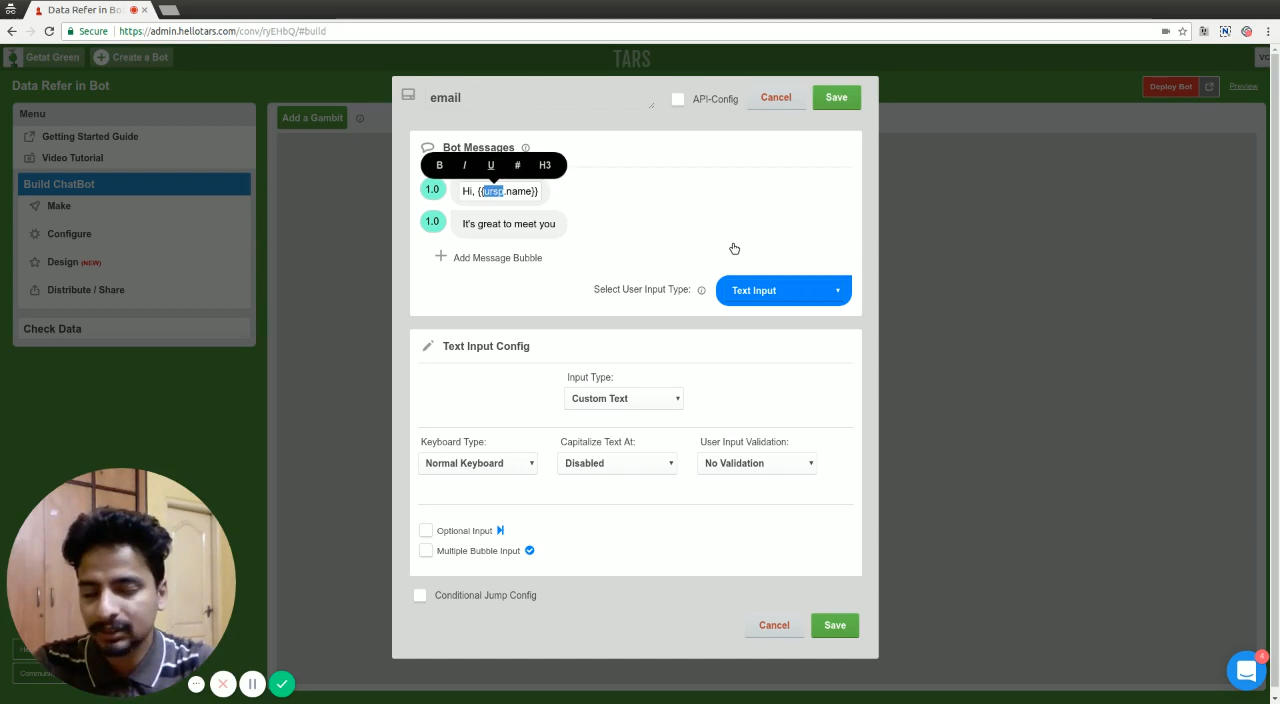 Data Refer in Bo
Secure
https://admin.hellotars.com/conv/ryEHbQ/#build
Getat Green
Create a Bot
TARS
VC
Data Refer in Bot
Deploy Bot
Preview
Menu
Getting Started Guide
Video Tutorial
Build ChatBot
Make
Configure
Design (NEW)
Distribute / Share
Check Data
Add a Gambit
email
API-Config
Cancel
Save
Bot Messages
B I U # H3
1.0 Hi, {{ursp.name}}
1.0 It's great to meet you
Add Message Bubble
Select User Input Type:
Text Input
Text Input Config
Input Type:
Custom Text
Keyboard Type:
Capitalize Text At:
User Input Validation:
Normal Keyboard
Disabled
No Validation
Optional Input
Multiple Bubble Input
Conditional Jump Config
Cancel
Save
4